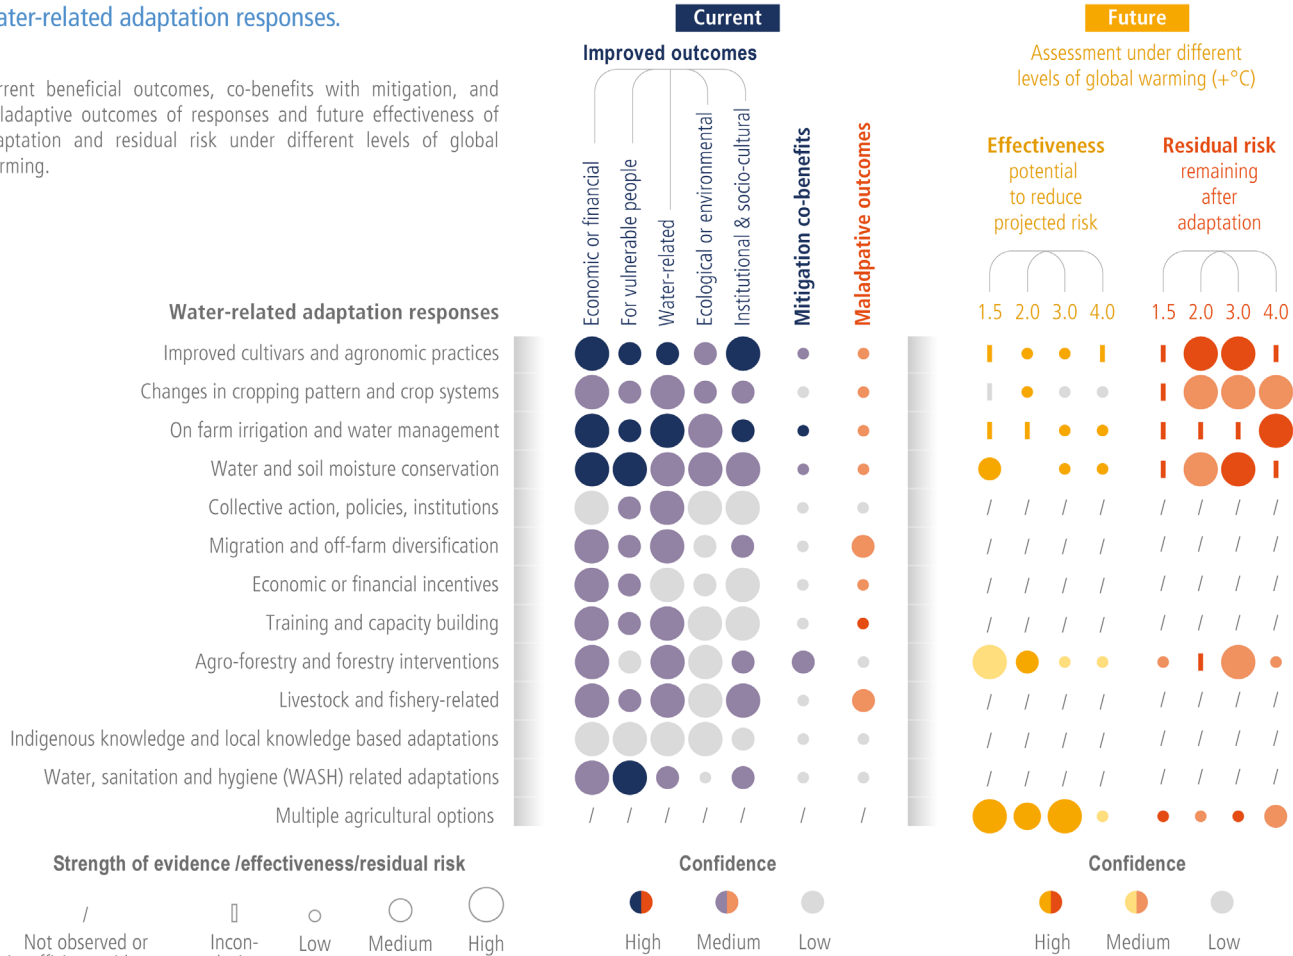 ater-related adaptation responses.
rrent beneficial outcomes, co-benefits with mitigation, and
ladaptive outcomes of responses and future effectiveness of
aptation and residual risk under different levels of global
rming.
Current
Improved outcomes
Economic or financial
For vulnerable people
Water-related
Ecological or environmental
Institutional & socio-cultural
Mitigation co-benefits
Maladpative outcomes
Future
Assessment under different
levels of global warming (+°C)
Effectiveness
potential
to reduce
projected risk
Residual risk
remaining
after
adaptation
1.5 2.0 3.0 4.0
1.5 2.0 3.0 4.0
Water-related adaptation responses
Improved cultivars and agronomic practices
Changes in cropping pattern and crop systems
On farm irrigation and water management
Water and soil moisture conservation
Collective action, policies, institutions
/ / / / / / / /
Migration and off-farm diversification
/ / / / / / / /
Economic or financial incentives
/ / / / / / / /
Training and capacity building
/ / / / / / / /
Agro-forestry and forestry interventions
Livestock and fishery-related
/ / / / / / / /
Indigenous knowledge and local knowledge based adaptations
/ / / / / / / /
Water, sanitation and hygiene (WASH) related adaptations
/ / / / / / / /
Multiple agricultural options
/ / / / / / /
Strength of evidence /effectiveness/residual risk
/
Not observed or
Incon-
Low
Medium
High
Confidence
High
Medium
Low
Confidence
High
Medium
Low